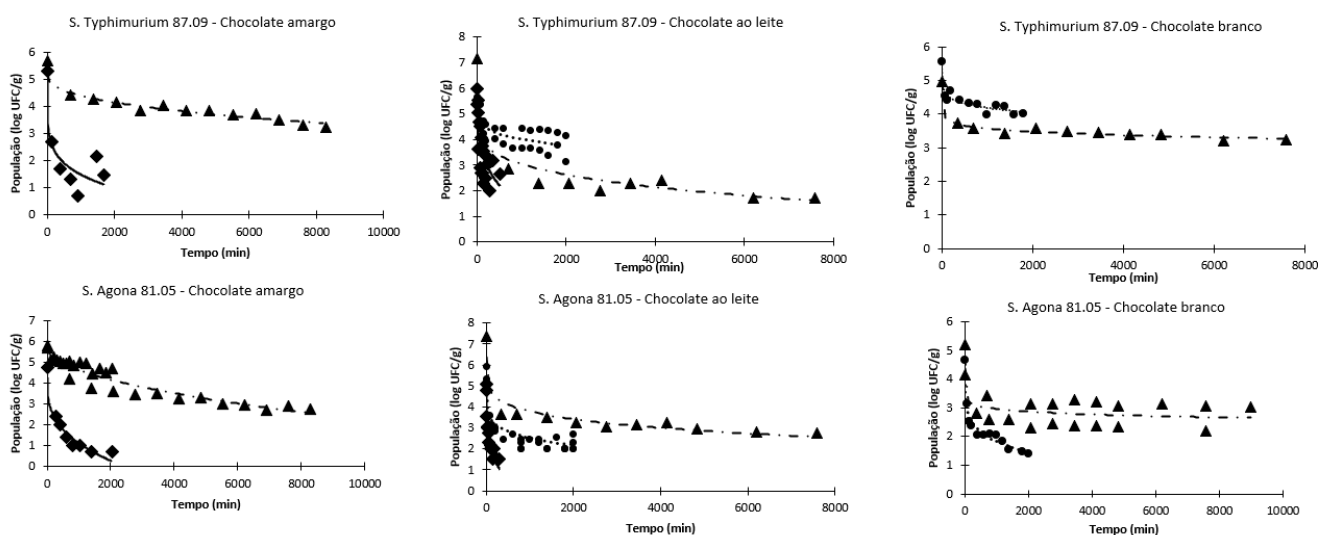 S. Typhimurium 87.09 - Chocolate amargo
População (log UFC/g)
6
5
4
3
2
1
0
0 2000 4000 6000 8000 10000
Tempo (min)
S. Typhimurium 87.09 - Chocolate ao leite
População (log UFC/g)
8
7
6
5
4
3
2
1
0
0 2000 4000 6000 8000
Tempo (min)
S. Typhimurium 87.09 - Chocolate branco
População (log UFC/g)
6
5
4
3
2
1
0
0 2000 4000 6000 8000
Tempo (min)
S. Agona 81.05 - Chocolate amargo
População (log UFC/g)
7
6
5
4
3
2
1
0
0 2000 4000 6000 8000 10000
Tempo (min)
S. Agona 81.05 - Chocolate ao leite
População (log UFC/g)
8
7
6
5
4
3
2
1
0
0 2000 4000 6000 8000
Tempo (min)
S. Agona 81.05 - Chocolate branco
População (log UFC/g)
6
5
4
3
2
1
0
0 2000 4000 6000 8000 10000
Tempo (min)